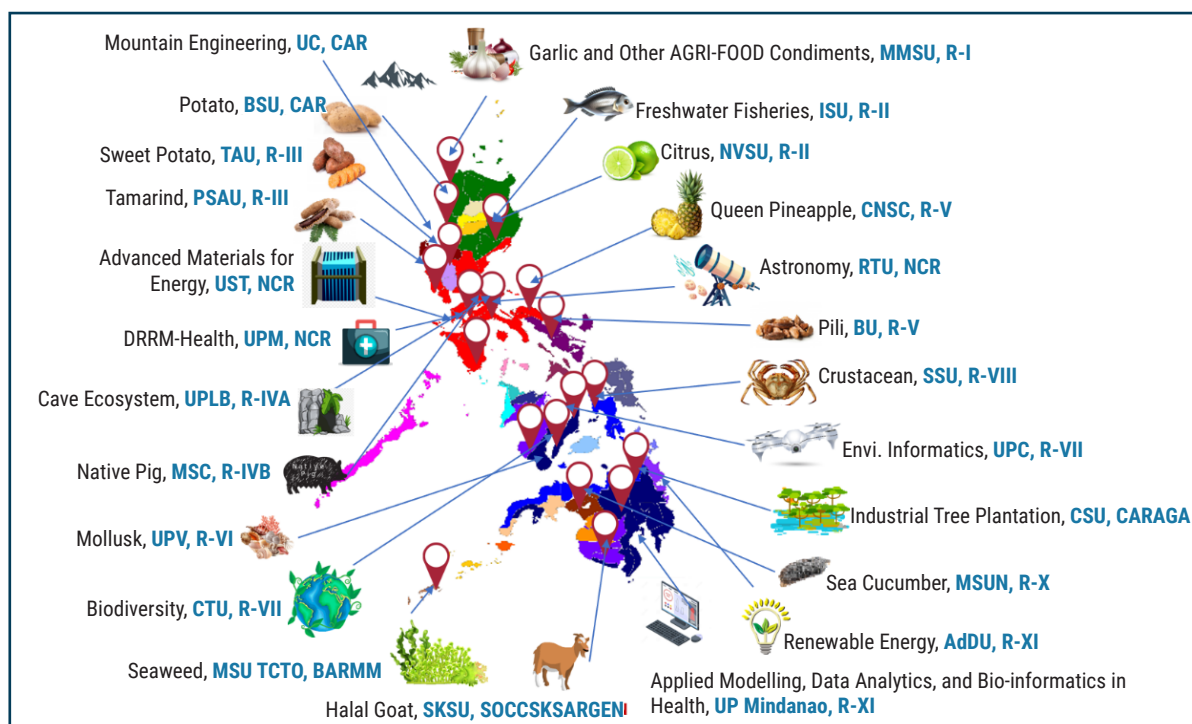 Mountain Engineering, UC, CAR
Garlic and Other AGRI-FOOD Condiments, MMSU, R-I
Potato, BSU, CAR
Freshwater Fisheries, ISU, R-II
Sweet Potato, TAU, R-III
Citrus, NVSU, R-II
Tamarind, PSAU, R-III
Queen Pineapple, CNSC, R-V
Advanced Materials for
Energy, UST, NCR
Astronomy, RTU, NCR
DRRM-Health, UPM, NCR
Pili, BU, R-V
Cave Ecosystem, UPLB, R-IVA
Crustacean, SSU, R-VIII
Native Pig, MSC, R-IVB
Envi. Informatics, UPC, R-VII
Mollusk, UPV, R-VI
Industrial Tree Plantation, CSU, CARAGA
Biodiversity, CTU, R-VII
Sea Cucumber, MSUN, R-X
Seaweed, MSU TCTO, BARMM
Renewable Energy, AdDU, R-XI
Halal Goat, SKSU, SOCCSKSARGEN
Applied Modelling, Data Analytics, and Bio-informatics in
Health, UP Mindanao, R-XI